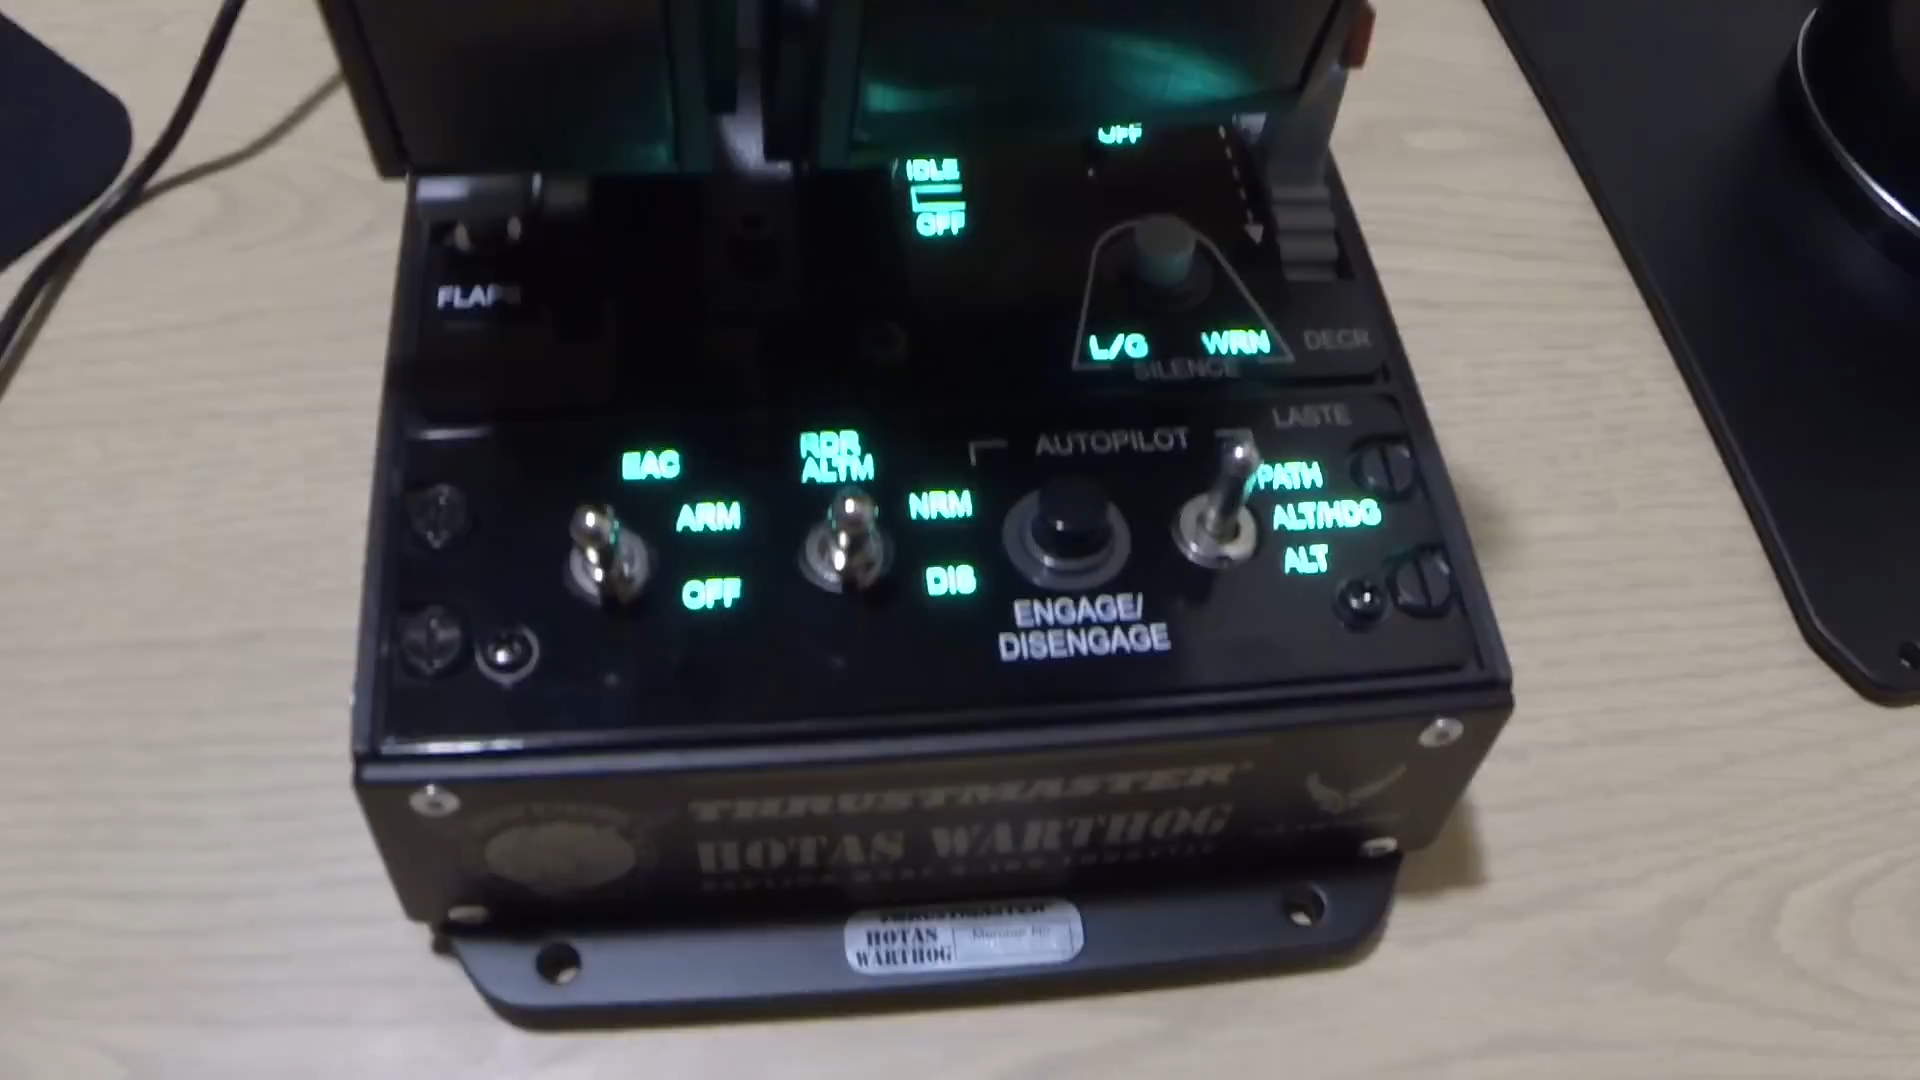 OFF
IDLE
OFF
FLAPS
L/G WRN
SILENCE
DECR
EAC
ARM
OFF
RDR
ALTM
NRM
DIS
AUTOPILOT
LASTE
PATH
ALT/HDG
ALT
ENGAGE/
DISENGAGE
THRUSTMASTER
HOTAS WARTHOG
THRUSTMASTER
HOTAS
WARTHOG